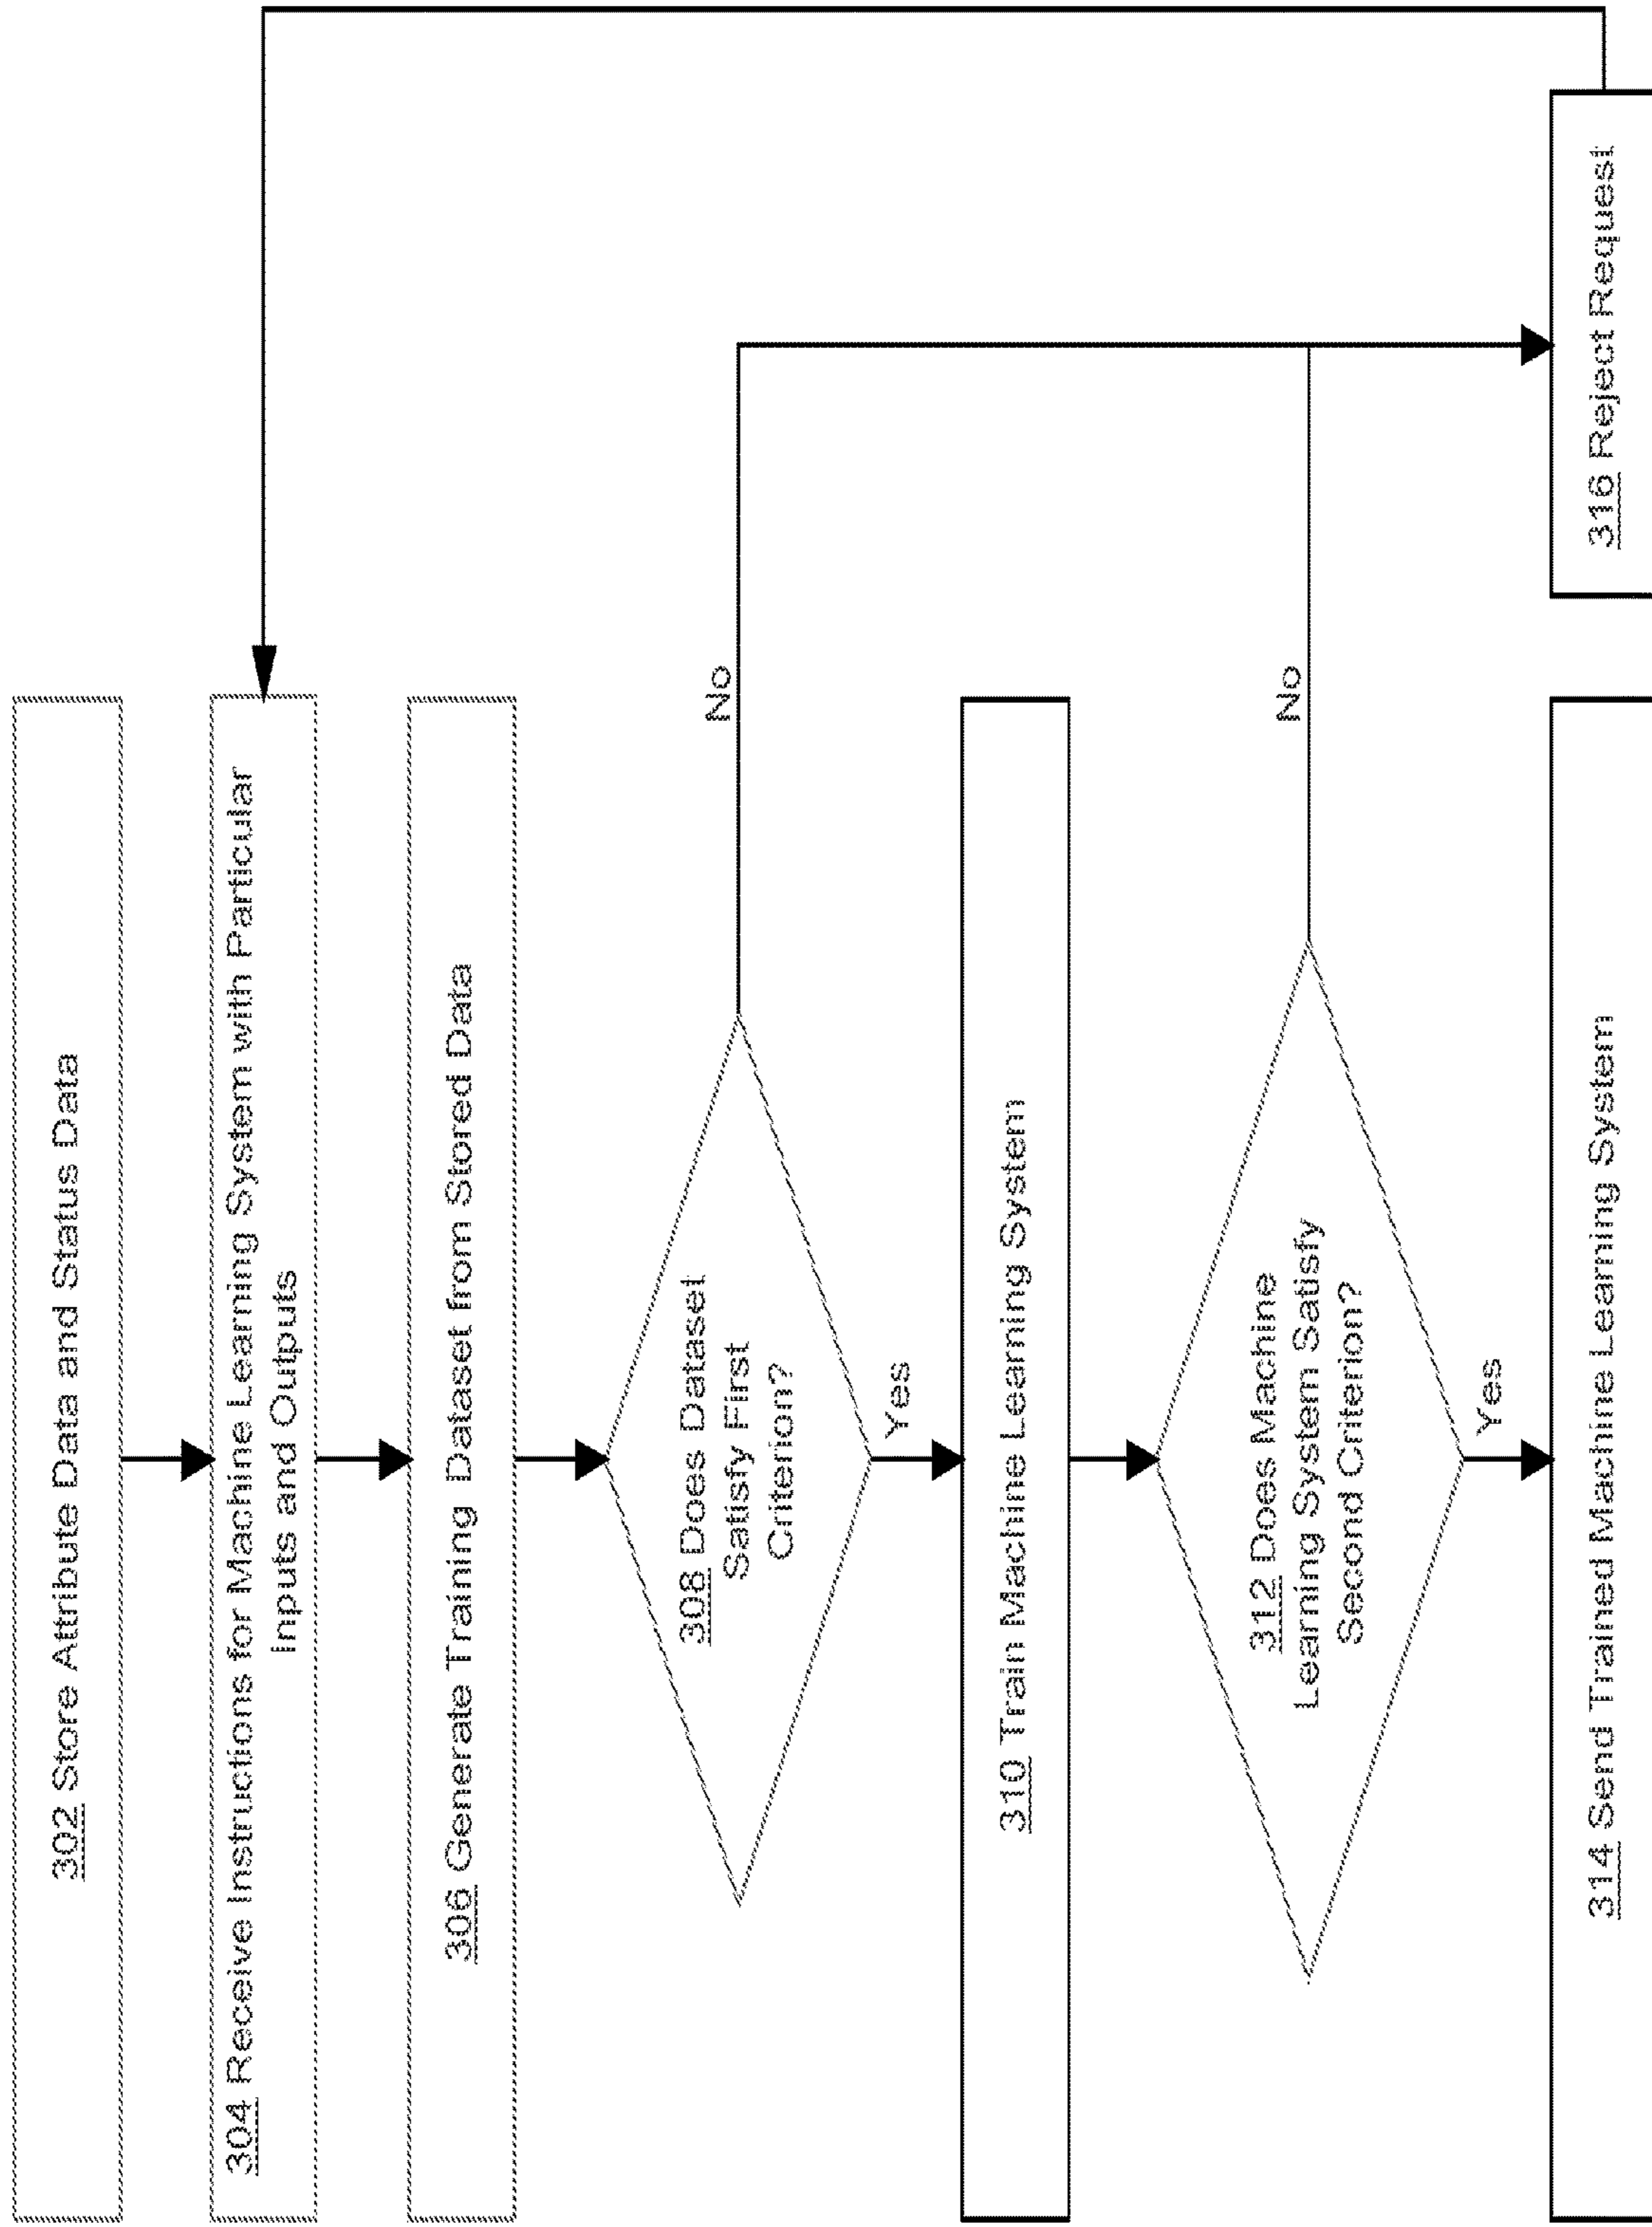 302 Store Attribute Data and Status Data
304 Receive Instructions for Machine Learning System with Particular
Inputs and Outputs
306 Generate Training Dataset from Stored Data
308 Does Dataset
Satisfy First
Criterion?
No
Yes
310 Train Machine Learning System
312 Does Machine
Learning System Satisfy
Second Criterion?
No
Yes
314 Send Trained Machine Learning System
316 Reject Request